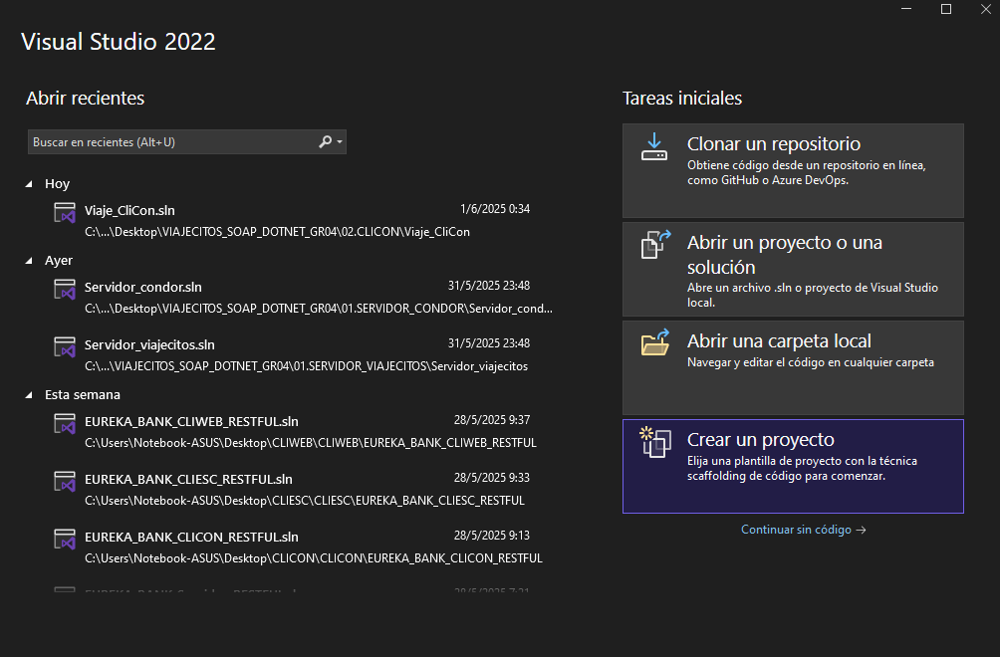 Visual Studio 2022
Abrir recientes
Buscar en recientes (Alt+U)
Hoy
Viaje_CliCon.sln 1/6/2025 0:34
C:\...\Desktop\VIAJECITOS_SOAP_DOTNET_GR04\02.CLICON\Viaje_CliCon
Ayer
Servidor_condor.sln 31/5/2025 23:48
C:\...\Desktop\VIAJECITOS_SOAP_DOTNET_GR04\01.SERVIDOR_CONDOR\Servidor_cond...
Servidor_viajecitos.sln 31/5/2025 23:48
C:\...\VIAJECITOS_SOAP_DOTNET_GR04\01.SERVIDOR_VIAJECITOS\Servidor_viajecitos
Esta semana
EUREKA_BANK_CLIWEB_RESTFUL.sln 28/5/2025 9:37
C:\Users\Notebook-ASUS\Desktop\CLIWEB\CLIWEB\EUREKA_BANK_CLIWEB_RESTFUL
EUREKA_BANK_CLIESC_RESTFUL.sln 28/5/2025 9:33
C:\Users\Notebook-ASUS\Desktop\CLIESC\CLIESC\EUREKA_BANK_CLIESC_RESTFUL
EUREKA_BANK_CLICON_RESTFUL.sln 28/5/2025 9:13
C:\Users\Notebook-ASUS\Desktop\CLICON\CLICON\EUREKA_BANK_CLICON_RESTFUL
Tareas iniciales
Clonar un repositorio
Obtiene código desde un repositorio en línea,
como GitHub o Azure DevOps.
Abrir un proyecto o una
solución
Abre un archivo .sln o proyecto de Visual Studio
local.
Abrir una carpeta local
Navegar y editar el código en cualquier carpeta
Crear un proyecto
Elija una plantilla de proyecto con la técnica
scaffolding de código para comenzar.
Continuar sin código →